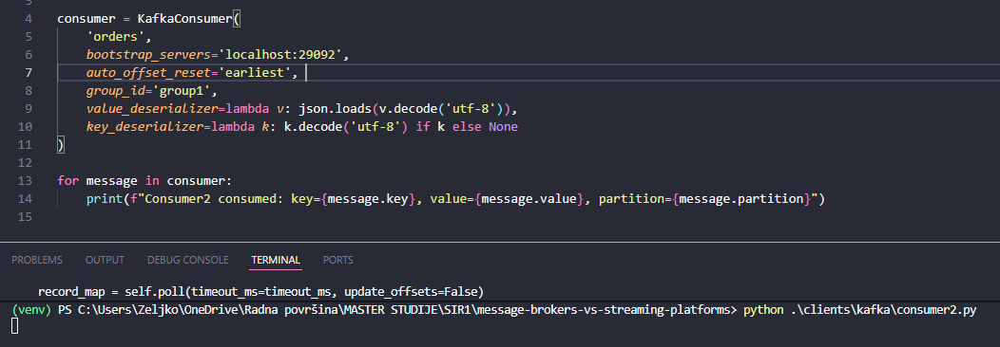 4 consumer = KafkaConsumer(
5     'orders',
6     bootstrap_servers='localhost:29092',
7     auto_offset_reset='earliest',
8     group_id='group1',
9     value_deserializer=lambda v: json.loads(v.decode('utf-8')),
10     key_deserializer=lambda k: k.decode('utf-8') if k else None
11 )
12
13 for message in consumer:
14     print(f"Consumer2 consumed: key={message.key}, value={message.value}, partition={message.partition}")
15
PROBLEMS OUTPUT DEBUG CONSOLE TERMINAL PORTS
    record_map = self.poll(timeout_ms=timeout_ms, update_offsets=False)
(venv) PS C:\Users\Zeljko\OneDrive\Radna površina\MASTER STUDIJE\SIR1\message-brokers-vs-streaming-platforms> python .\clients\kafka\consumer2.py